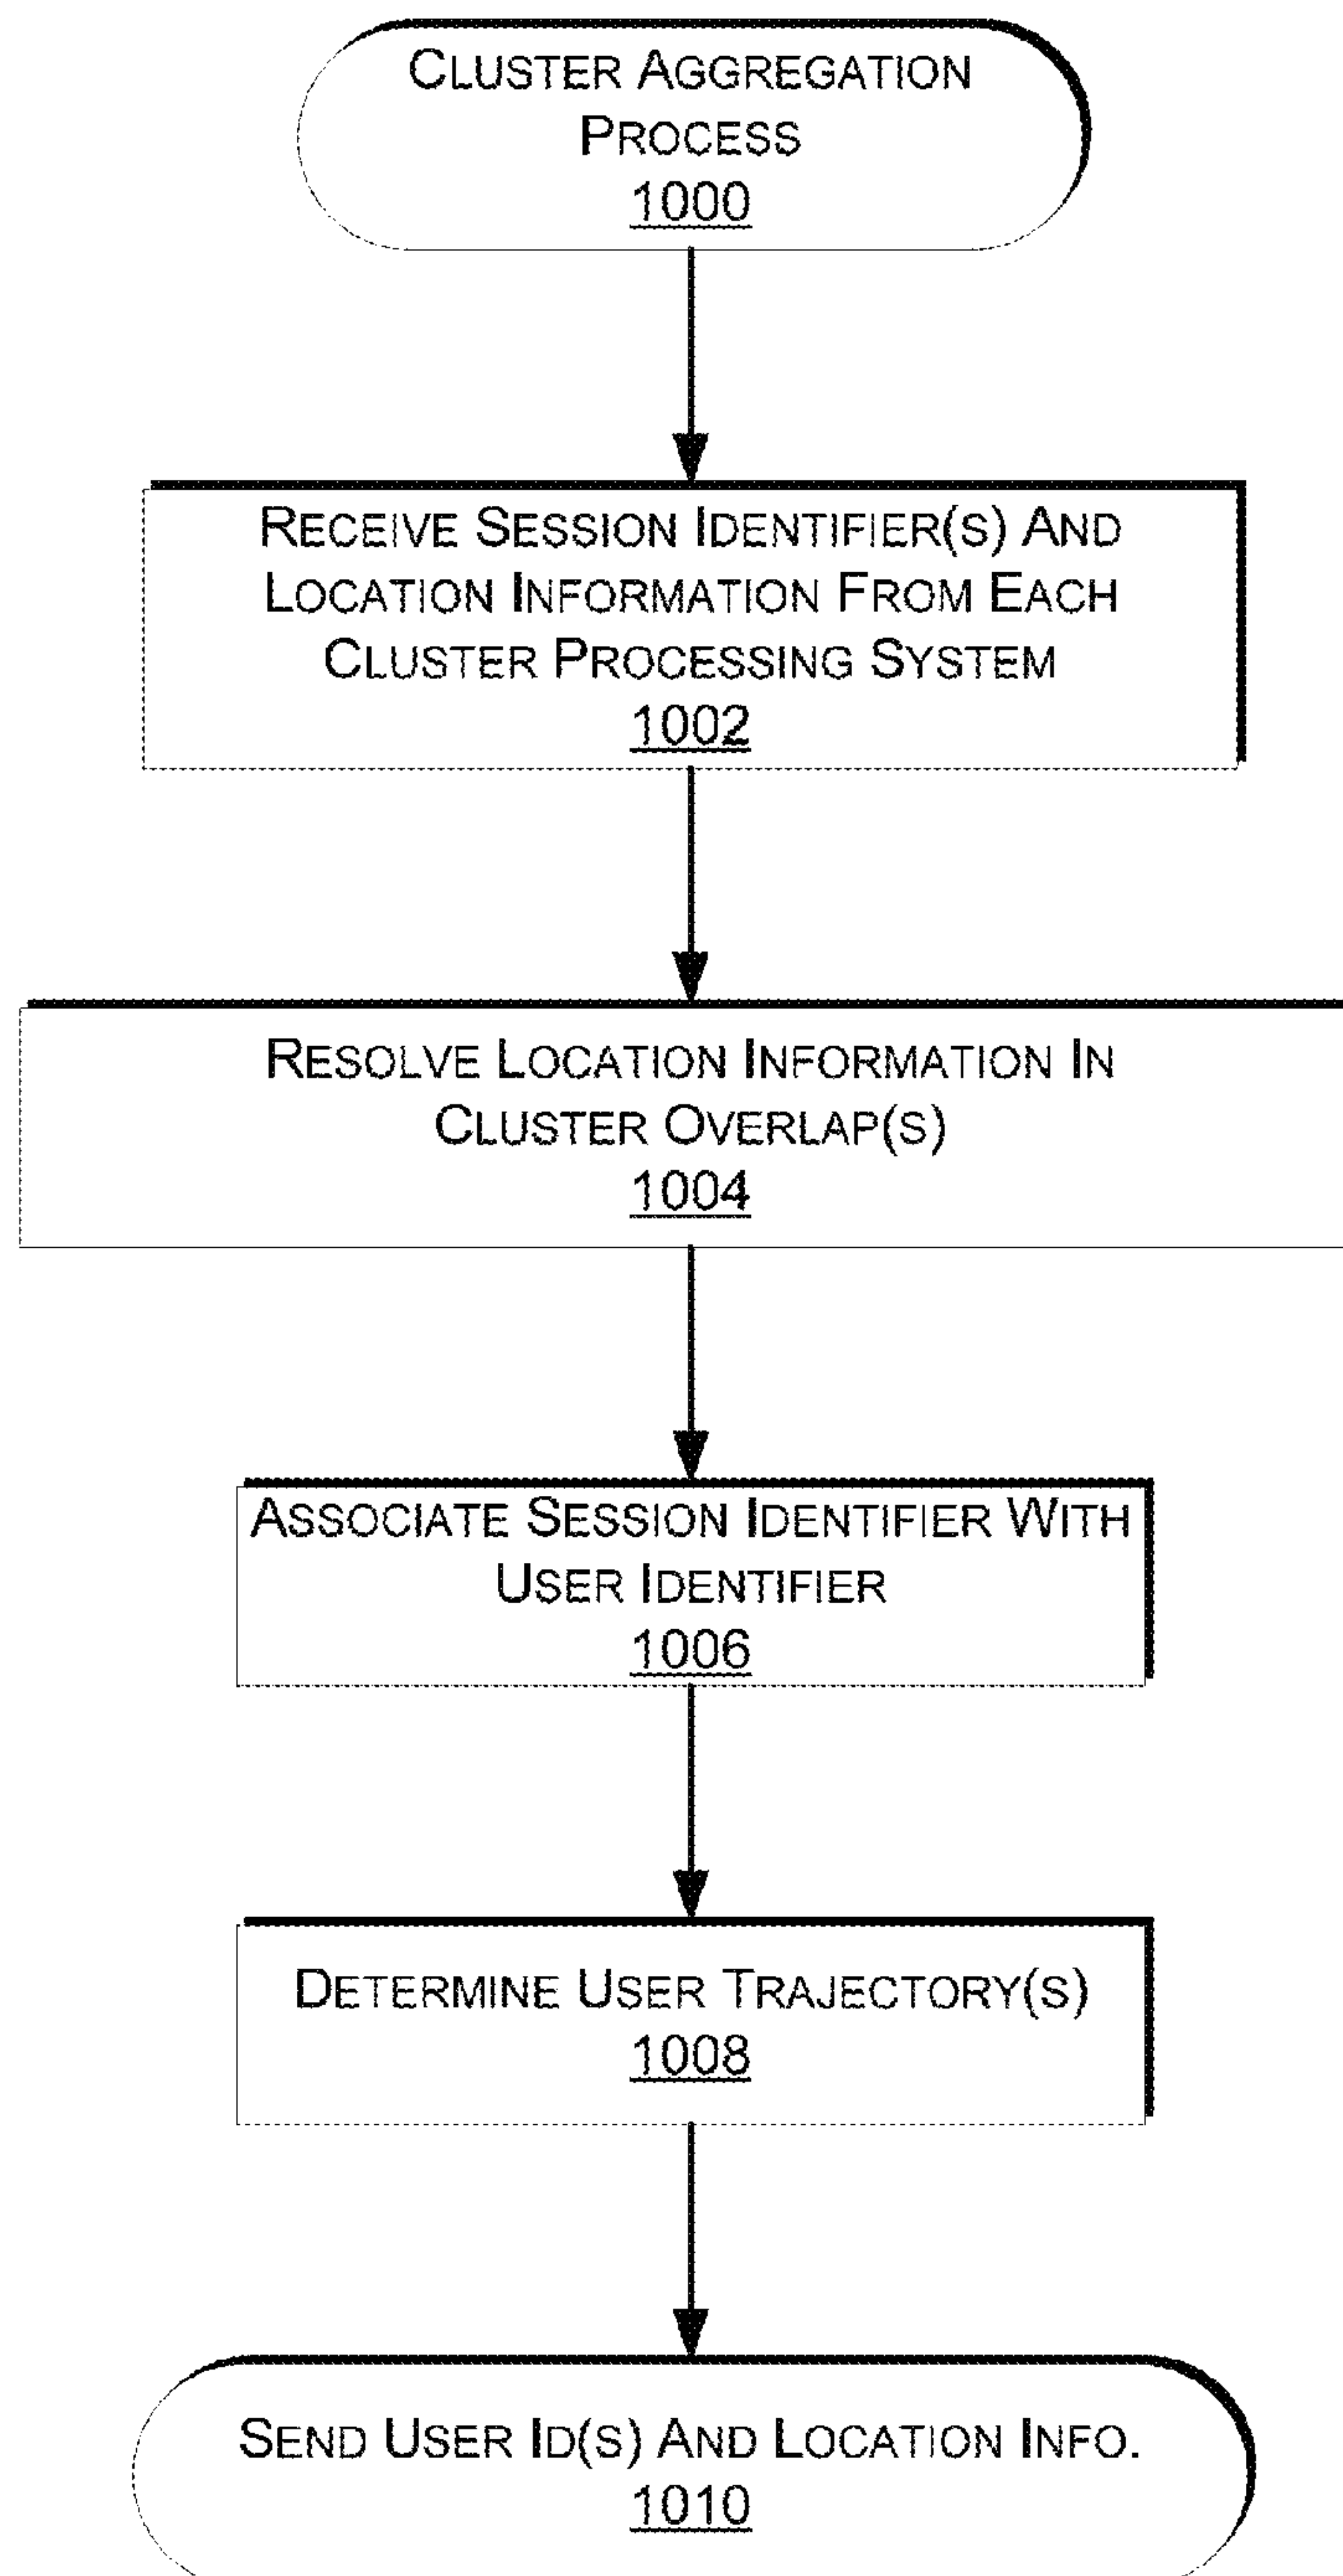 CLUSTER AGGREGATION
PROCESS
1000
RECEIVE SESSION IDENTIFIER(S) AND
LOCATION INFORMATION FROM EACH
CLUSTER PROCESSING SYSTEM
1002
RESOLVE LOCATION INFORMATION IN
CLUSTER OVERLAP(S)
1004
ASSOCIATE SESSION IDENTIFIER WITH
USER IDENTIFIER
1006
DETERMINE USER TRAJECTORY(S)
1008
SEND USER ID(S) AND LOCATION INFO.
1010